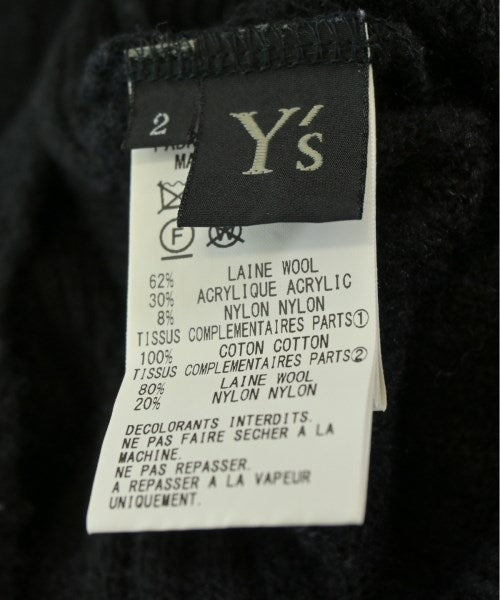 2
Y's
MA
F
W
62% LAINE WOOL
30% ACRYLIQUE ACRYLIC
8% NYLON NYLON
TISSUS COMPLEMENTAIRES PARTS①
100% COTON COTTON
TISSUS COMPLEMENTAIRES PARTS②
80% LAINE WOOL
20% NYLON NYLON
DECOLORANTS INTERDITS.
NE PAS FAIRE SECHER A LA
MACHINE.
NE PAS REPASSER.
A REPASSER A LA VAPEUR
UNIQUEMENT.